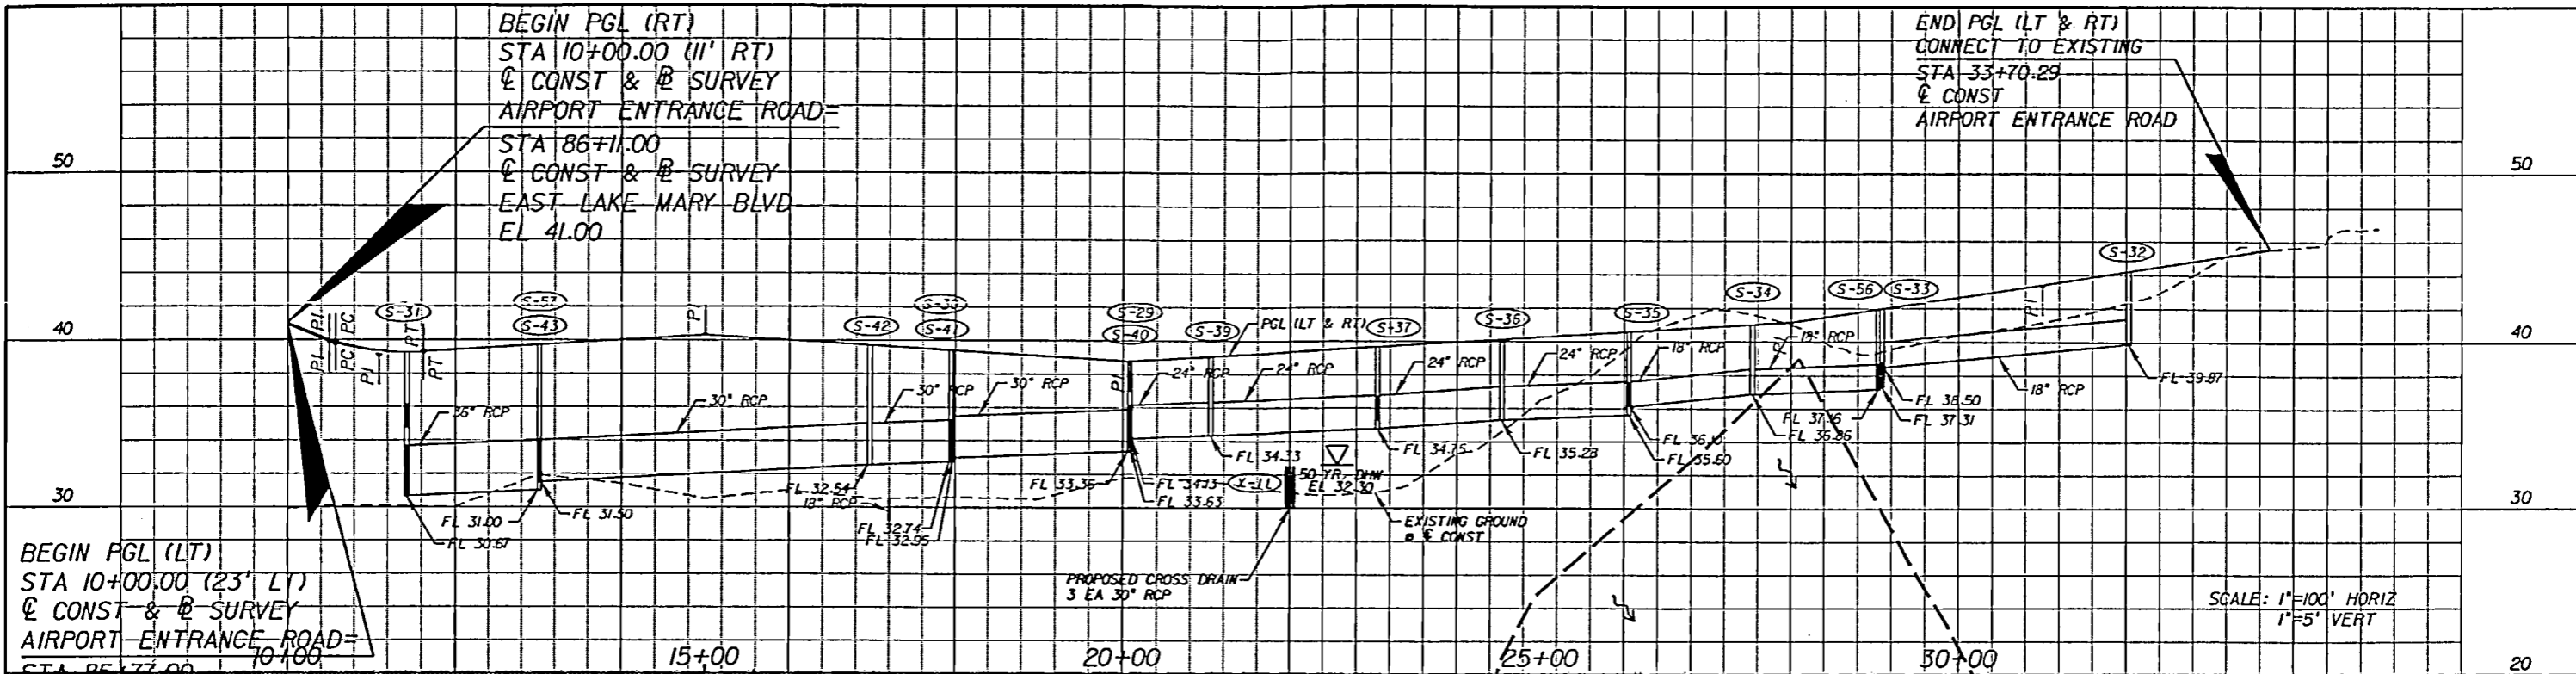 BEGIN PGL (RT)
STA 10+00.00 (11' RT)
℄ CONST & ⅊ SURVEY
AIRPORT ENTRANCE ROAD=
STA 86+11.00
℄ CONST & ⅊ SURVEY
EAST LAKE MARY BLVD
EL 41.00
END PGL (LT & RT)
CONNECT TO EXISTING
STA 33+70.29
℄ CONST
AIRPORT ENTRANCE ROAD
50
50
40
40
30
30
20
PI
PC
PI
PC
PI
PT
PT
PI
PI
PI
PI
S-31
S-57
S-43
S-42
S-41
S-29
S-40
S-39
PGL (LT & RT)
S-37
S-36
S-35
S-34
S-56
S-33
S-32
36" RCP
30" RCP
30" RCP
30" RCP
24" RCP
24" RCP
24" RCP
24" RCP
18" RCP
18" RCP
18" RCP
FL 30.67
FL 31.00
FL 31.50
FL 32.54
18" RCP
FL 32.74
FL 32.95
FL 33.36
FL 34.13
FL 33.63
FL 34.33
X-11
50 YR. DHW
EL 32.30
FL 34.75
FL 35.28
FL 36.10
FL 35.60
FL 36.86
FL 37.16
FL 38.50
FL 37.31
FL 39.87
EXISTING GROUND
@ ℄ CONST
PROPOSED CROSS DRAIN
3 EA 30" RCP
BEGIN PGL (LT)
STA 10+00.00 (23' LT)
℄ CONST & ⅊ SURVEY
AIRPORT ENTRANCE ROAD=
STA 85+77.00
SCALE: 1"=100' HORIZ
1"=5' VERT
10+00
15+00
20+00
25+00
30+00